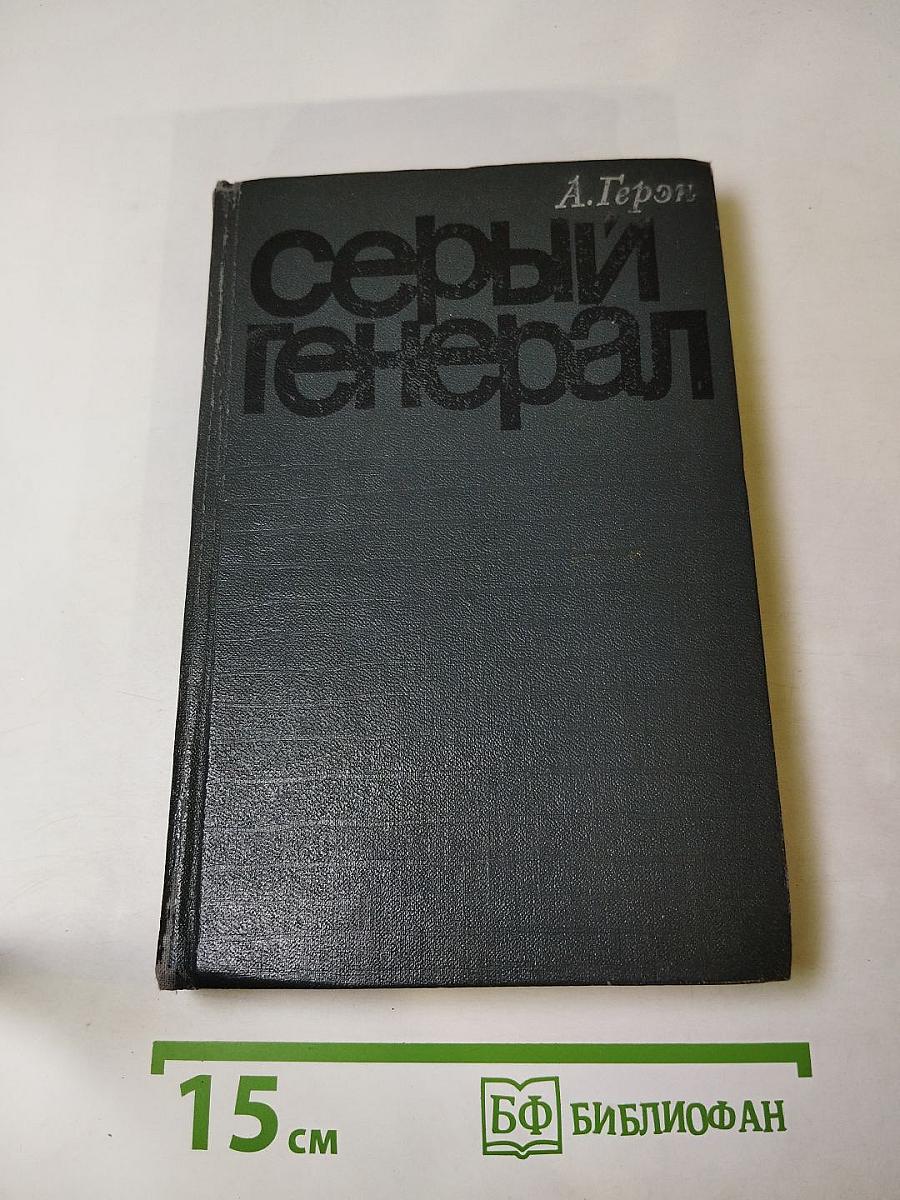 А. Герэн
серый
генерал
15 см
БФ БИБЛИОФАН